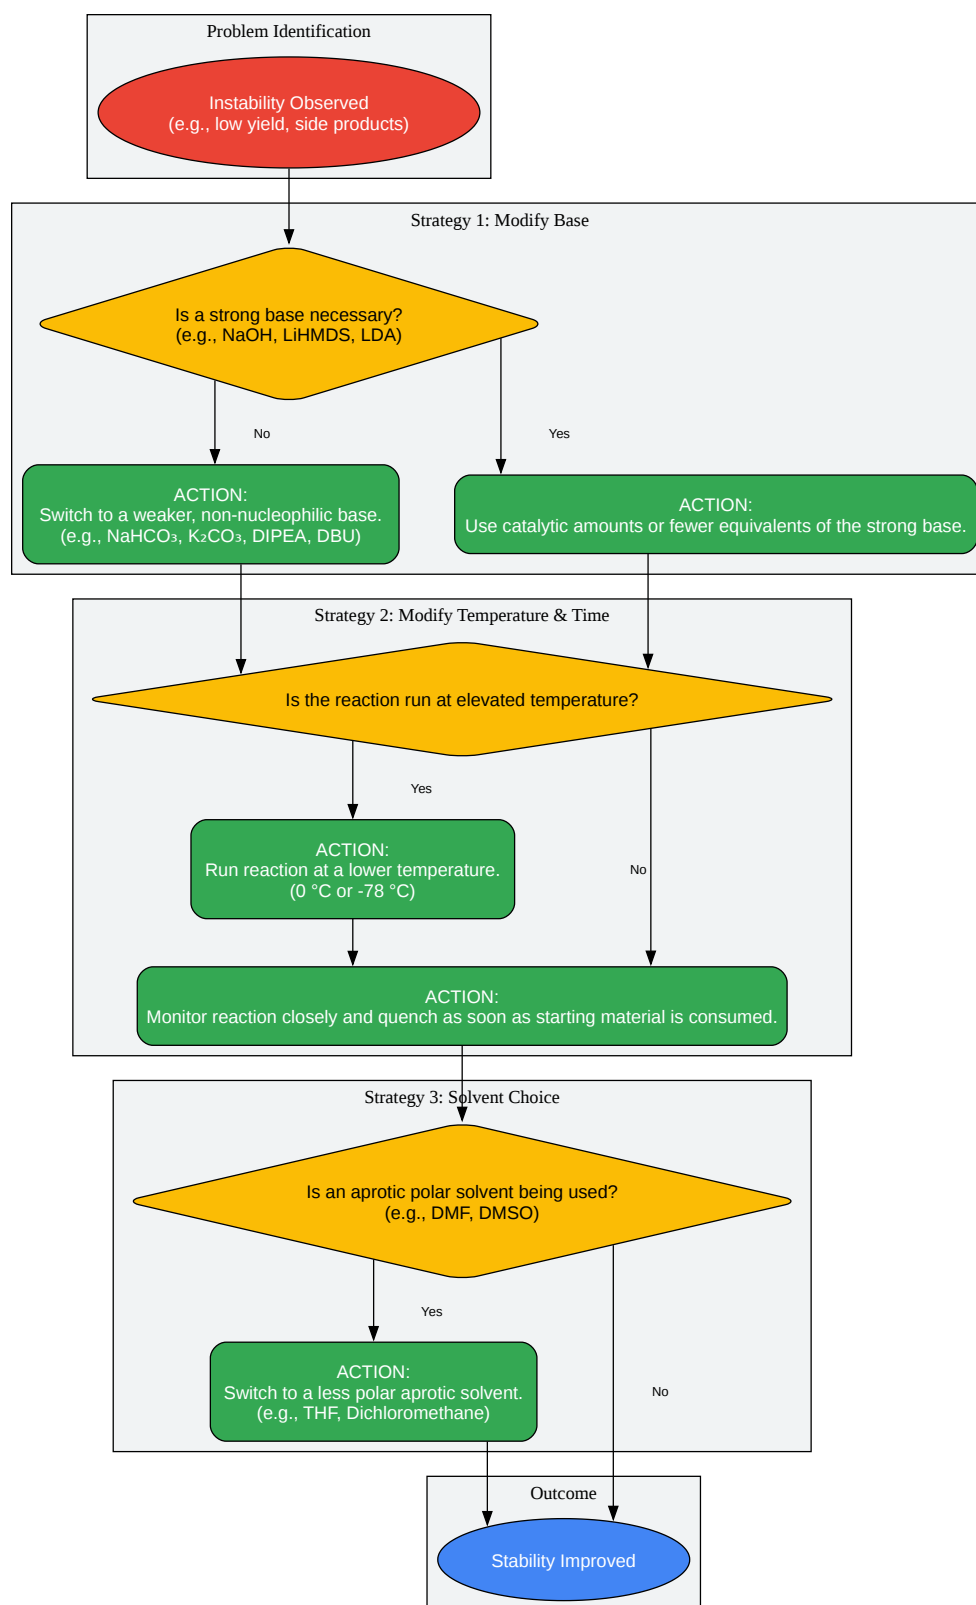 Problem Identification
Instability Observed
(e.g., low yield, side products)
Strategy 1: Modify Base
Is a strong base necessary?
(e.g., NaOH, LiHMDS, LDA)
No
Yes
ACTION:
Switch to a weaker, non-nucleophilic base.
(e.g., NaHCO₃, K₂CO₃, DIPEA, DBU)
ACTION:
Use catalytic amounts or fewer equivalents of the strong base.
Strategy 2: Modify Temperature & Time
Is the reaction run at elevated temperature?
Yes
ACTION:
Run reaction at a lower temperature.
(0 °C or -78 °C)
No
ACTION:
Monitor reaction closely and quench as soon as starting material is consumed.
Strategy 3: Solvent Choice
Is an aprotic polar solvent being used?
(e.g., DMF, DMSO)
Yes
ACTION:
Switch to a less polar aprotic solvent.
(e.g., THF, Dichloromethane)
No
Outcome
Stability Improved